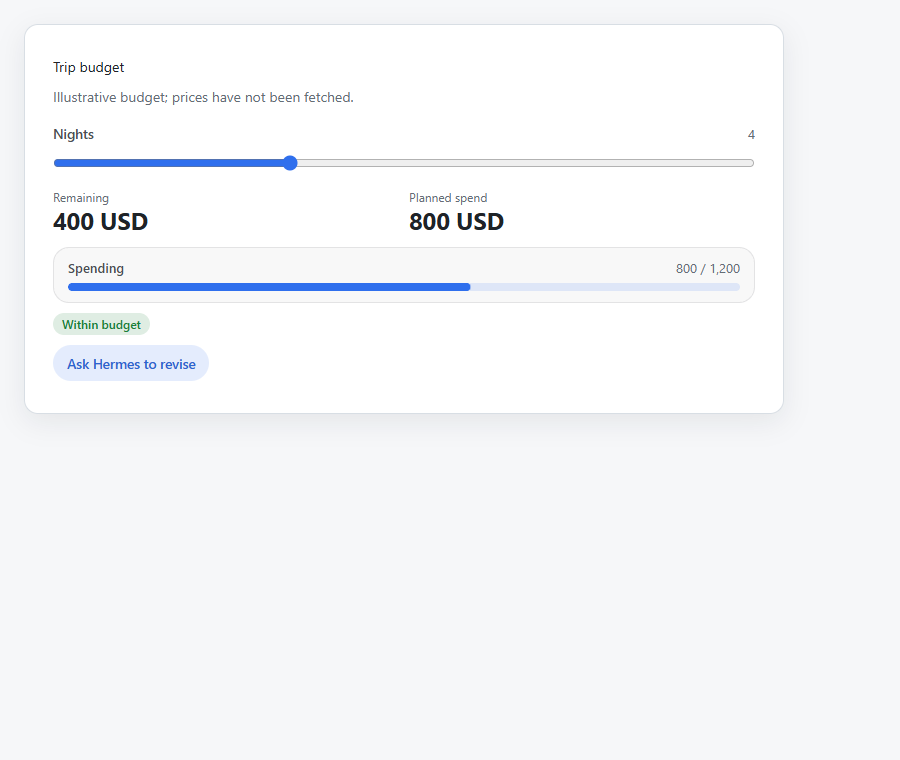 Trip budget
Illustrative budget; prices have not been fetched.
Nights 4
Remaining Planned spend
400 USD 800 USD
Spending 800 / 1,200
Within budget
Ask Hermes to revise